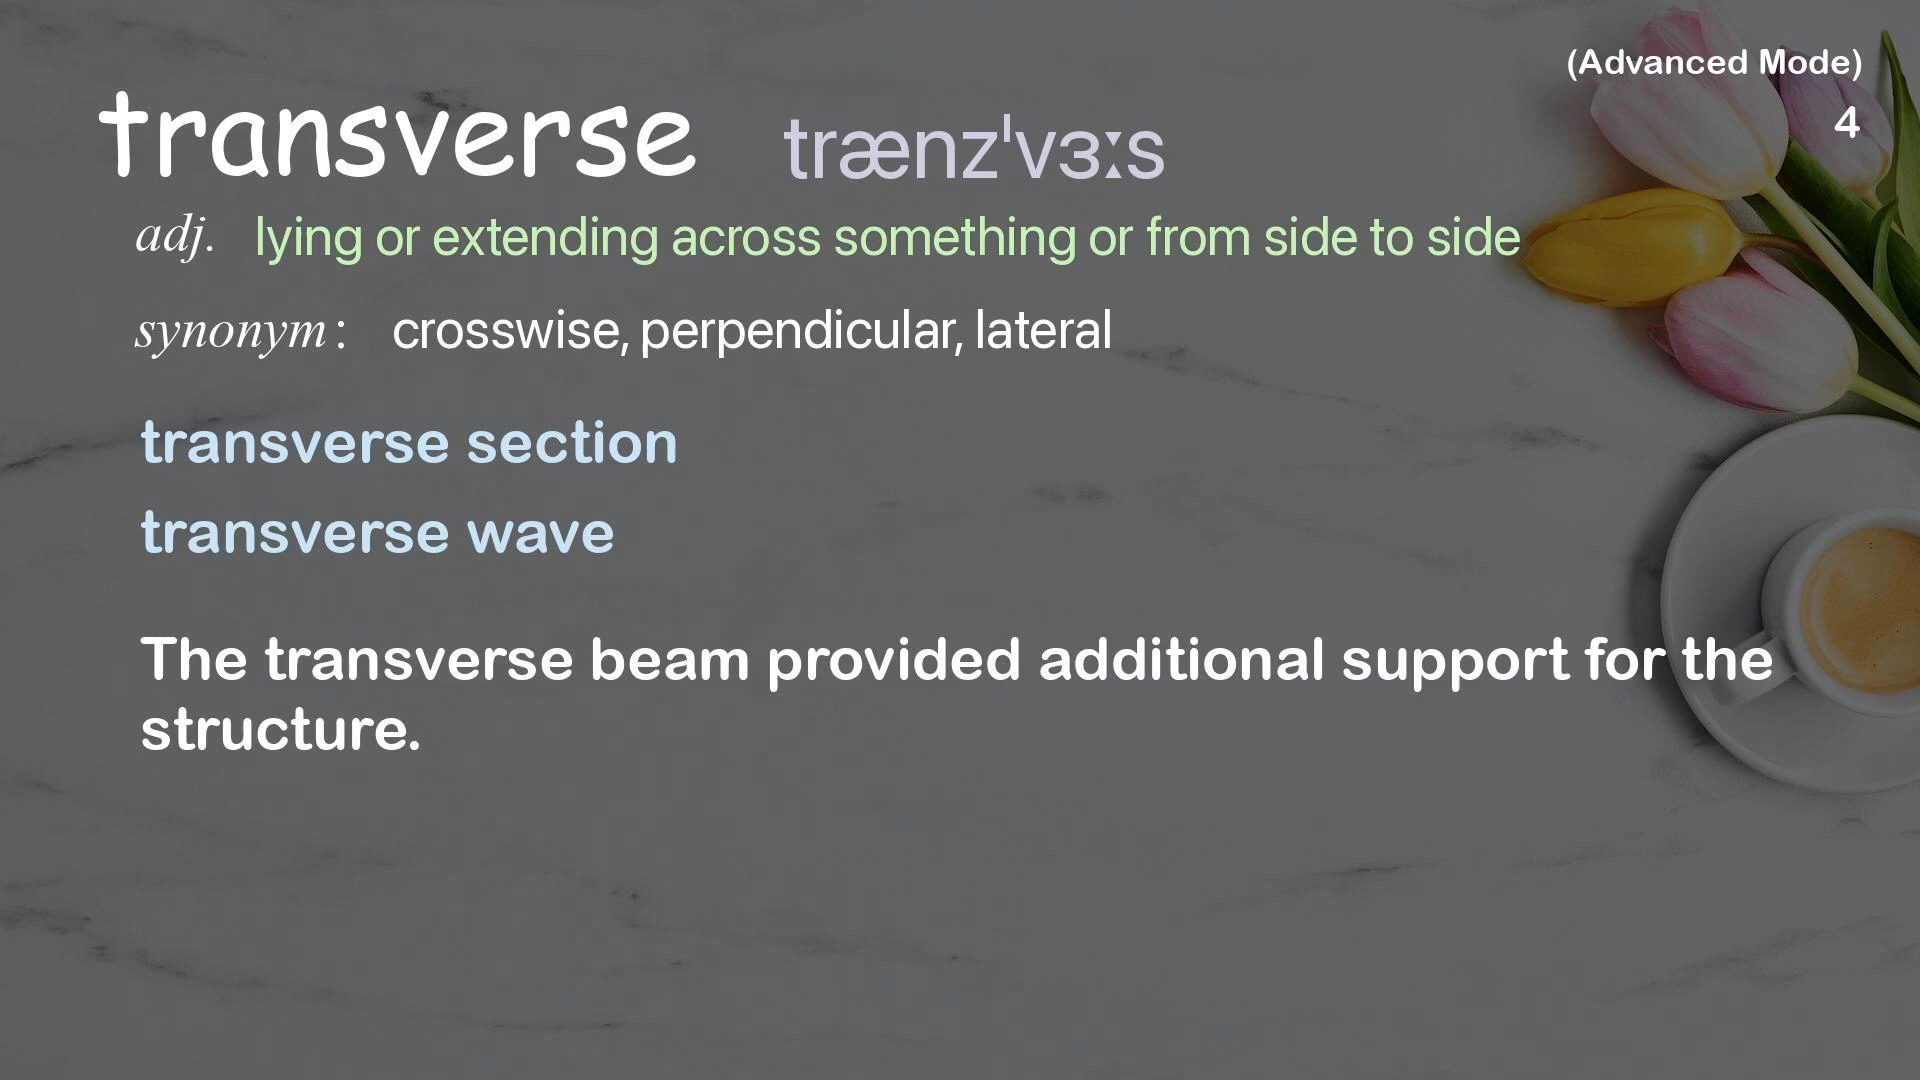 (Advanced Mode)
4
transverse trænzˈvɜːs
adj. lying or extending across something or from side to side
synonym: crosswise, perpendicular, lateral
transverse section
transverse wave
The transverse beam provided additional support for the
structure.